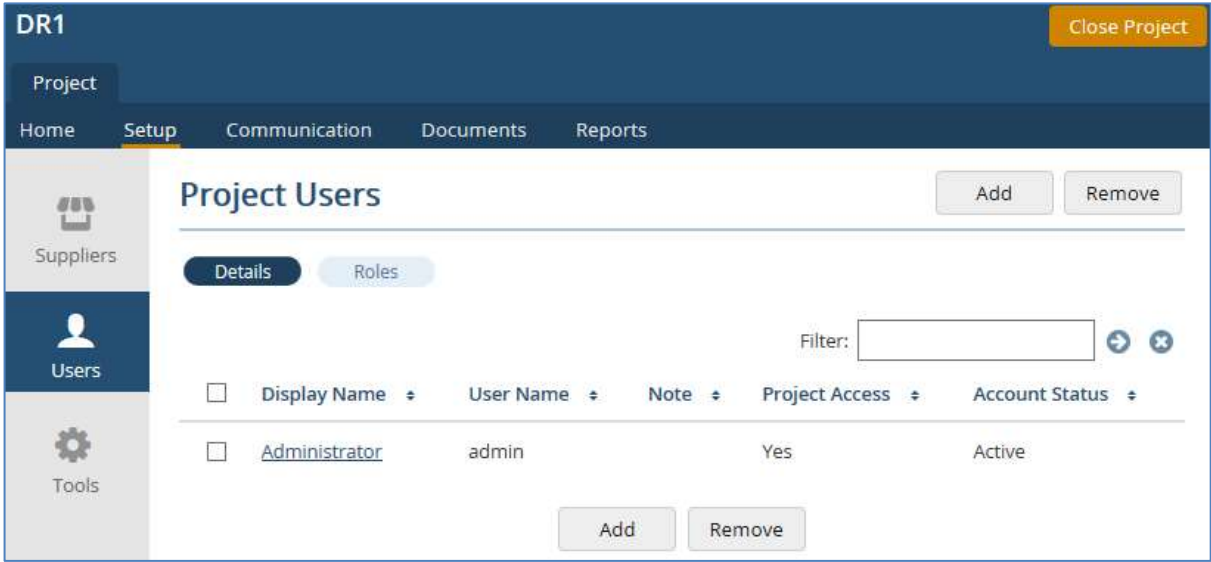 DR1 Close Project
Project
Home Setup Communication Documents Reports
Project Users Add Remove
Suppliers
Details Roles
Filter:
Users
Display Name User Name Note Project Access Account Status
Administrator admin Yes Active
Tools
Add Remove